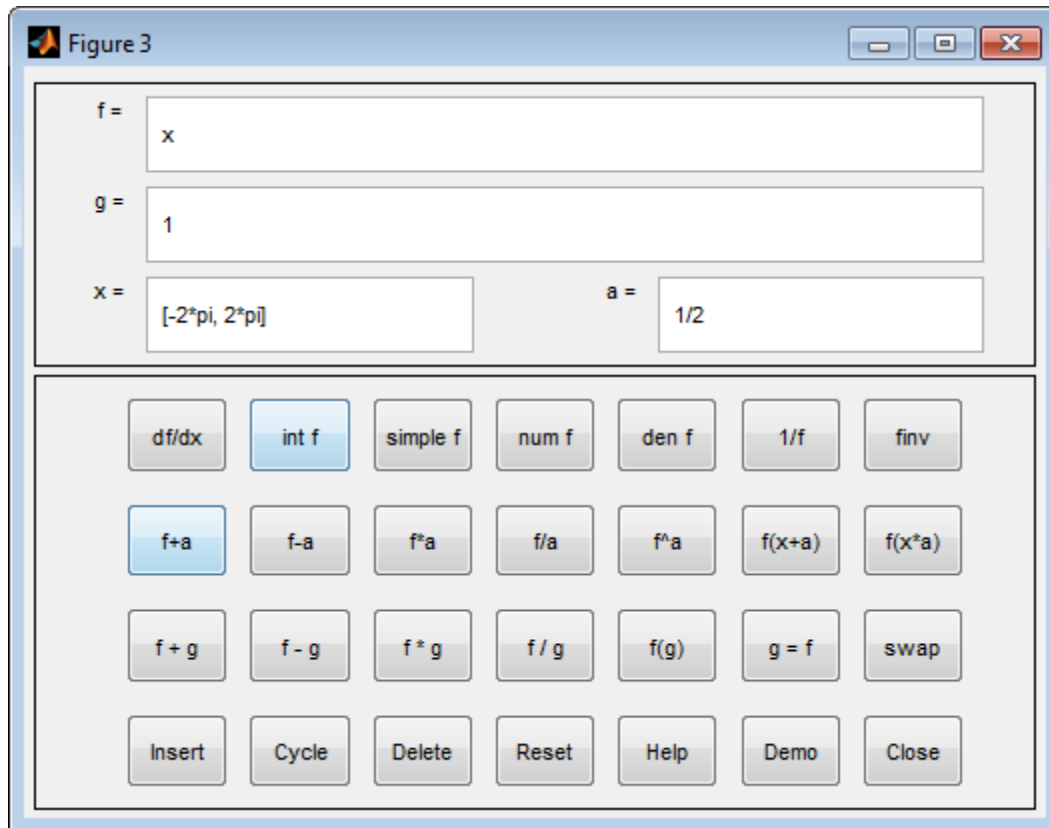 Figure 3
f =
x
g =
1
x =
[-2*pi, 2*pi]
a =
1/2
df/dx int f simple f num f den f 1/f finv
f+a f-a f*a f/a f^a f(x+a) f(x*a)
f + g f - g f * g f / g f(g) g = f swap
Insert Cycle Delete Reset Help Demo Close